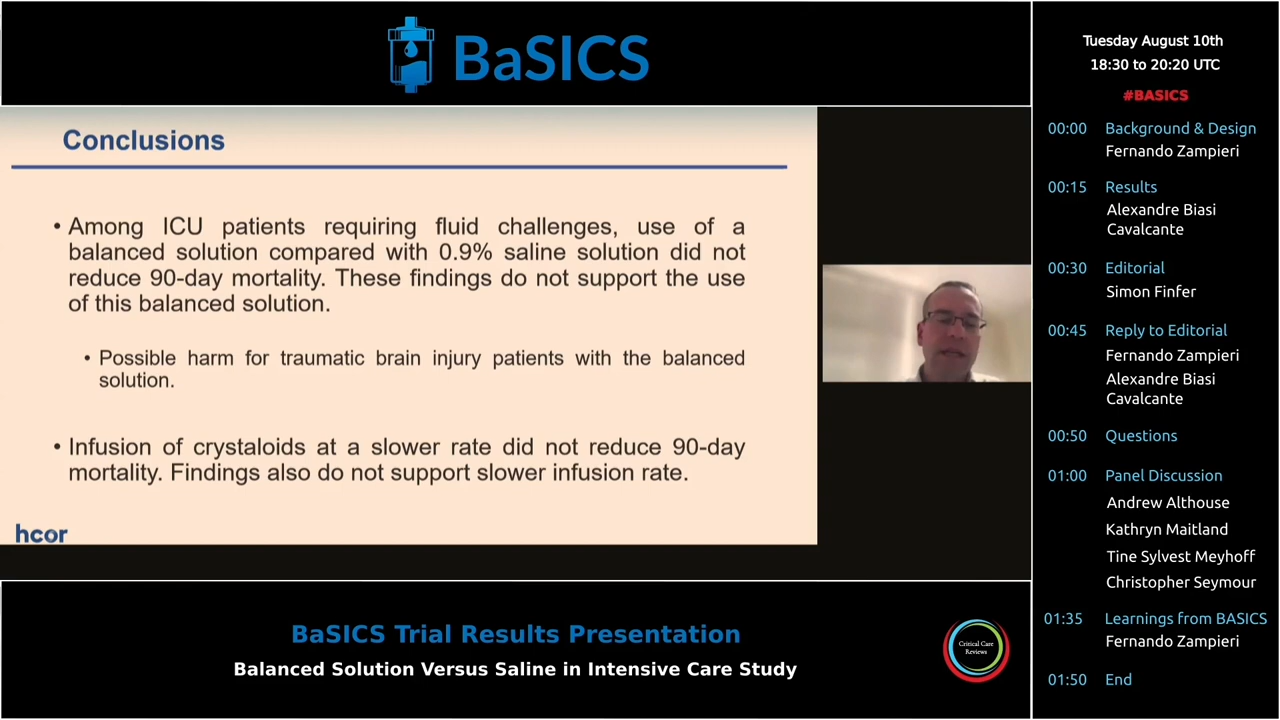 BaSICS
Conclusions
• Among ICU patients requiring fluid challenges, use of a
balanced solution compared with 0.9% saline solution did not
reduce 90-day mortality. These findings do not support the use
of this balanced solution.
• Possible harm for traumatic brain injury patients with the balanced
solution.
• Infusion of crystaloids at a slower rate did not reduce 90-day
mortality. Findings also do not support slower infusion rate.
hcor
BaSICS Trial Results Presentation
Balanced Solution Versus Saline in Intensive Care Study
Critical Care
Reviews
Tuesday August 10th
18:30 to 20:20 UTC
#BASICS
00:00 Background & Design
Fernando Zampieri
00:15 Results
Alexandre Biasi
Cavalcante
00:30 Editorial
Simon Finfer
00:45 Reply to Editorial
Fernando Zampieri
Alexandre Biasi
Cavalcante
00:50 Questions
01:00 Panel Discussion
Andrew Althouse
Kathryn Maitland
Tine Sylvest Meyhoff
Christopher Seymour
01:35 Learnings from BASICS
Fernando Zampieri
01:50 End